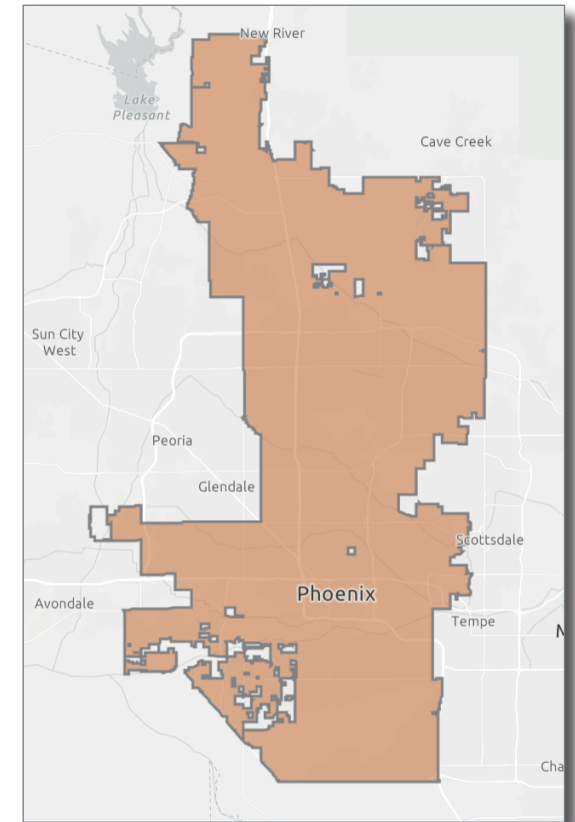 New River
Lake
Pleasant
Cave Creek
Sun City
West
Peoria
Glendale
Scottsdale
Phoenix
Avondale
Tempe
Cha